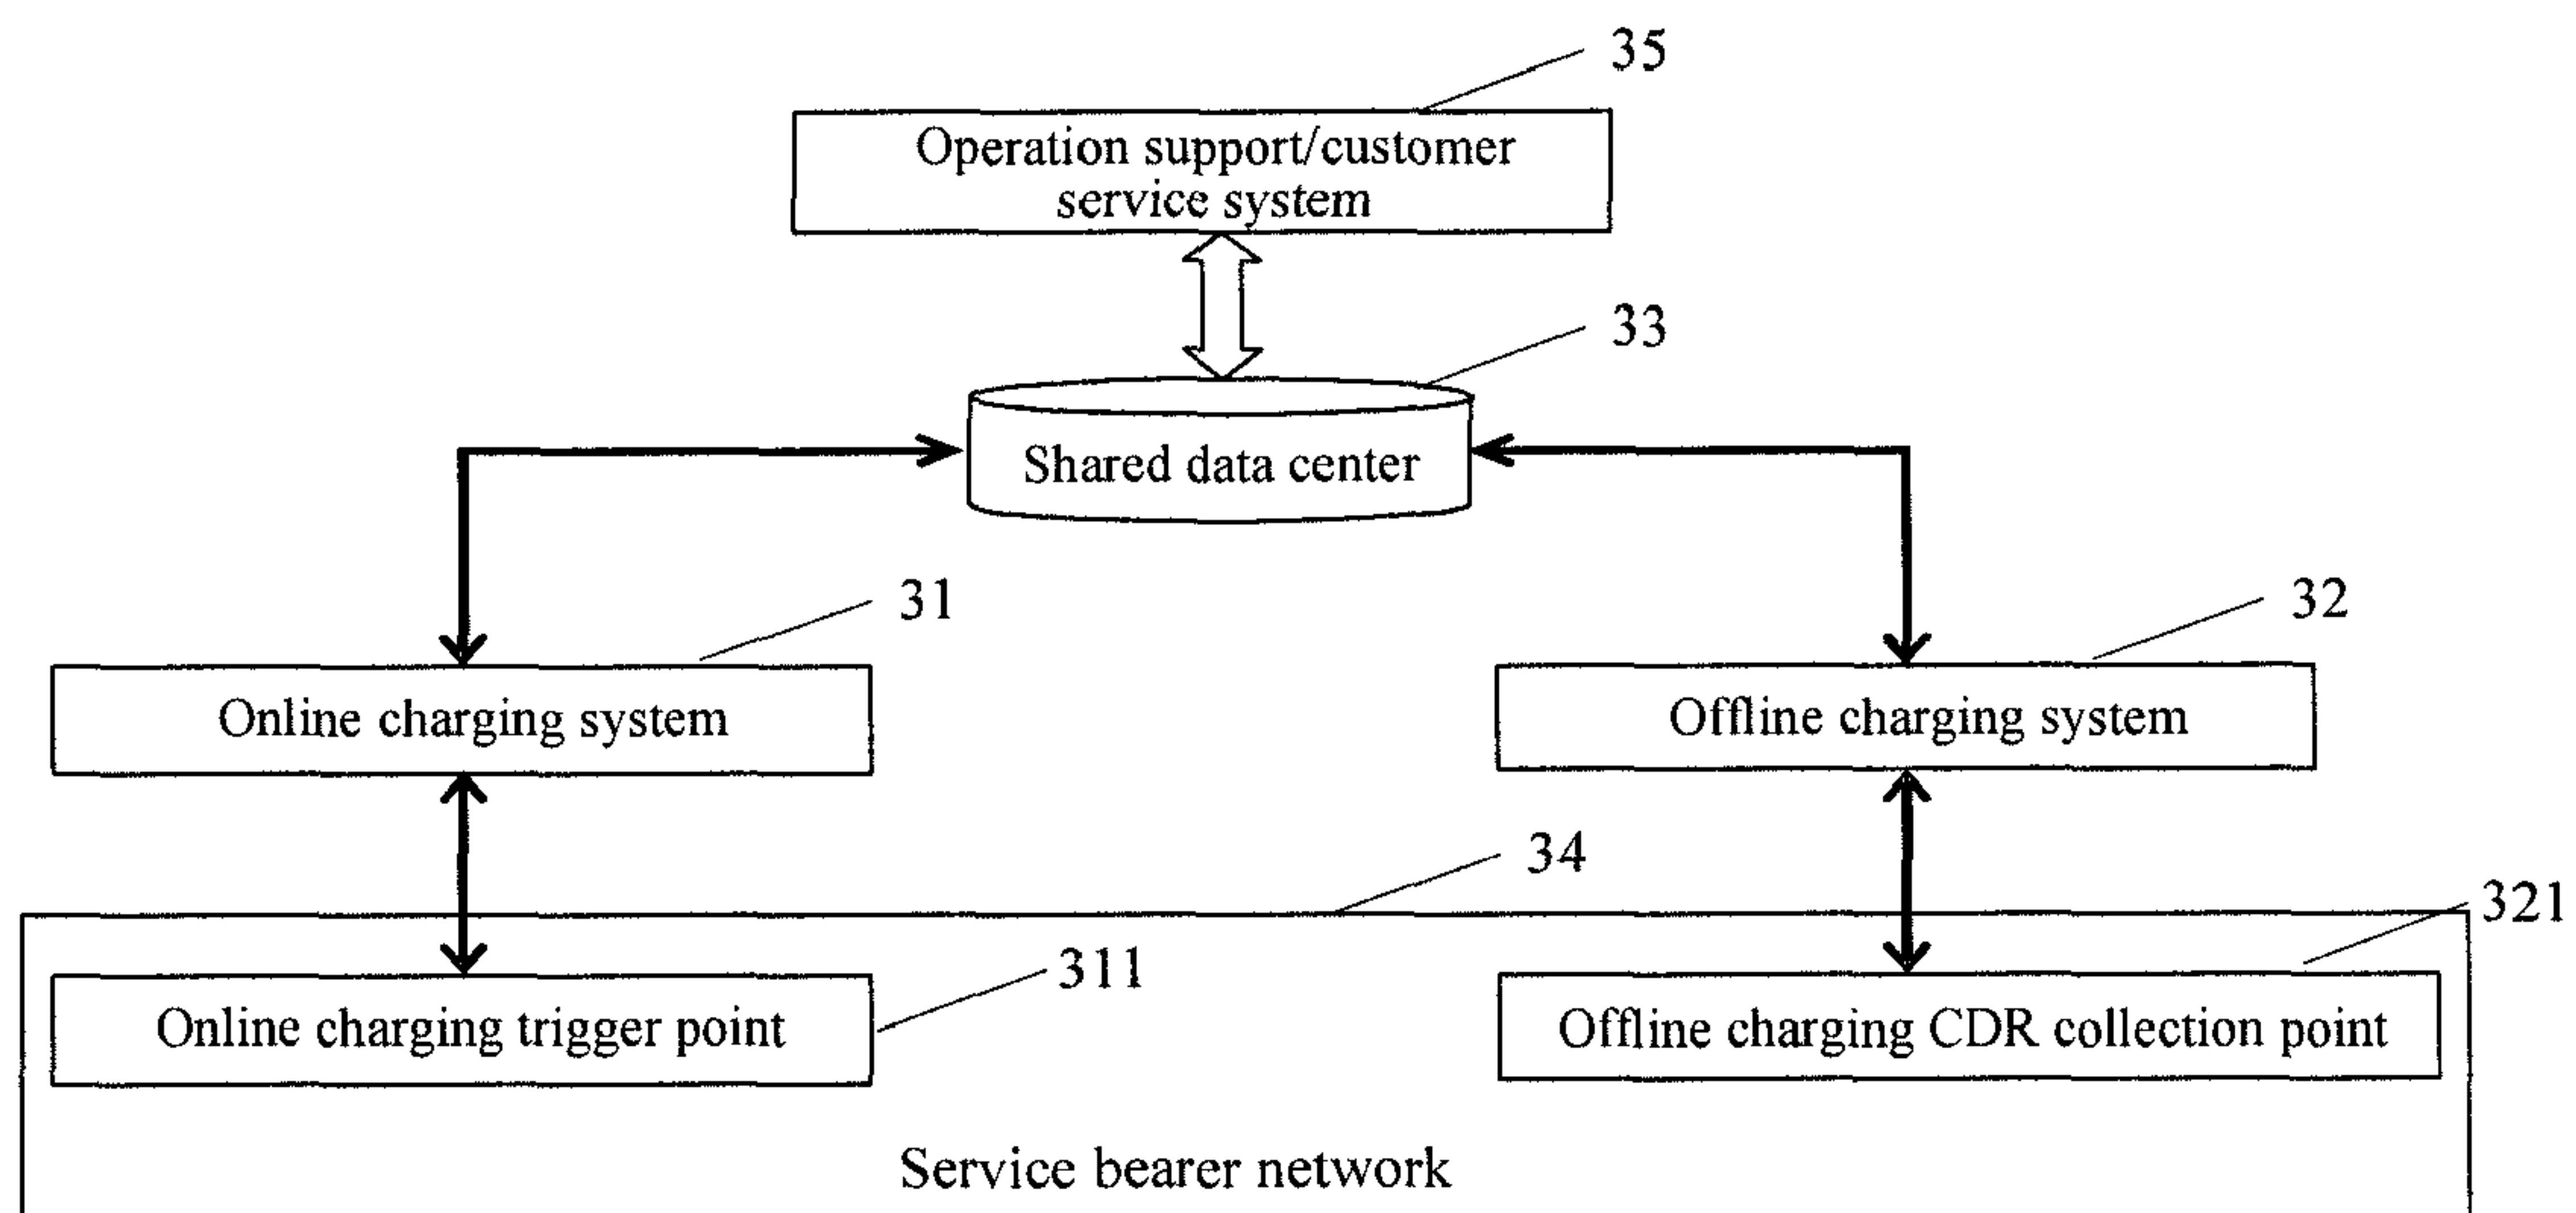 35
Operation support/customer
service system
33
Shared data center
31
32
Online charging system
Offline charging system
34
321
311
Online charging trigger point
Offline charging CDR collection point
Service bearer network